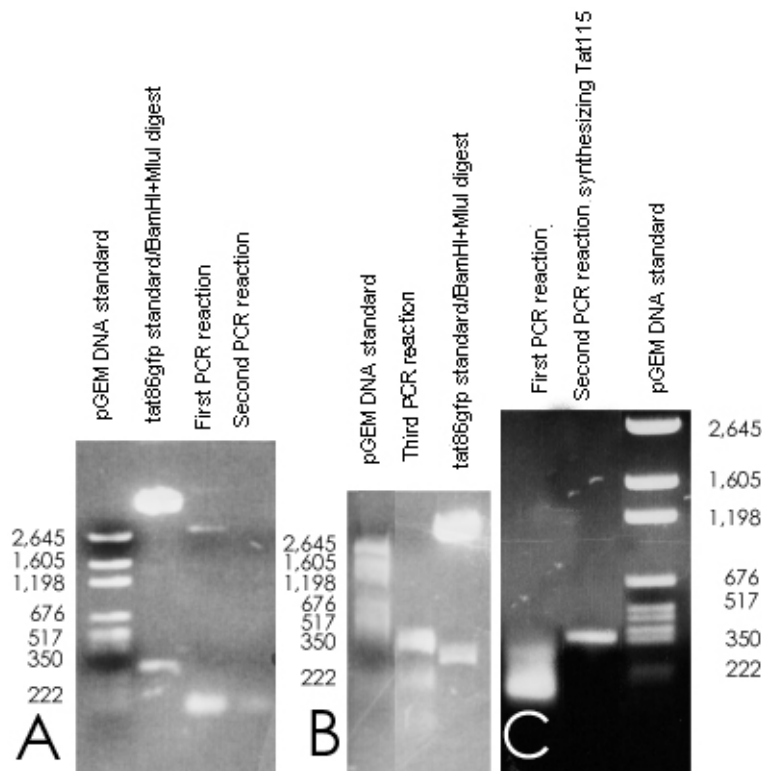 pGEM DNA standard
tat86gfp standard/BamHI+MluI digest
First PCR reaction
Second PCR reaction
2,645
1,605
1,198
676
517
350
222
A
pGEM DNA standard
Third PCR reaction
tat86gfp standard/BamHI+MluI digest
2,645
1,605
1,198
676
517
350
222
B
First PCR reaction
Second PCR reaction synthesizing Tat115
pGEM DNA standard
2,645
1,605
1,198
676
517
350
222
C